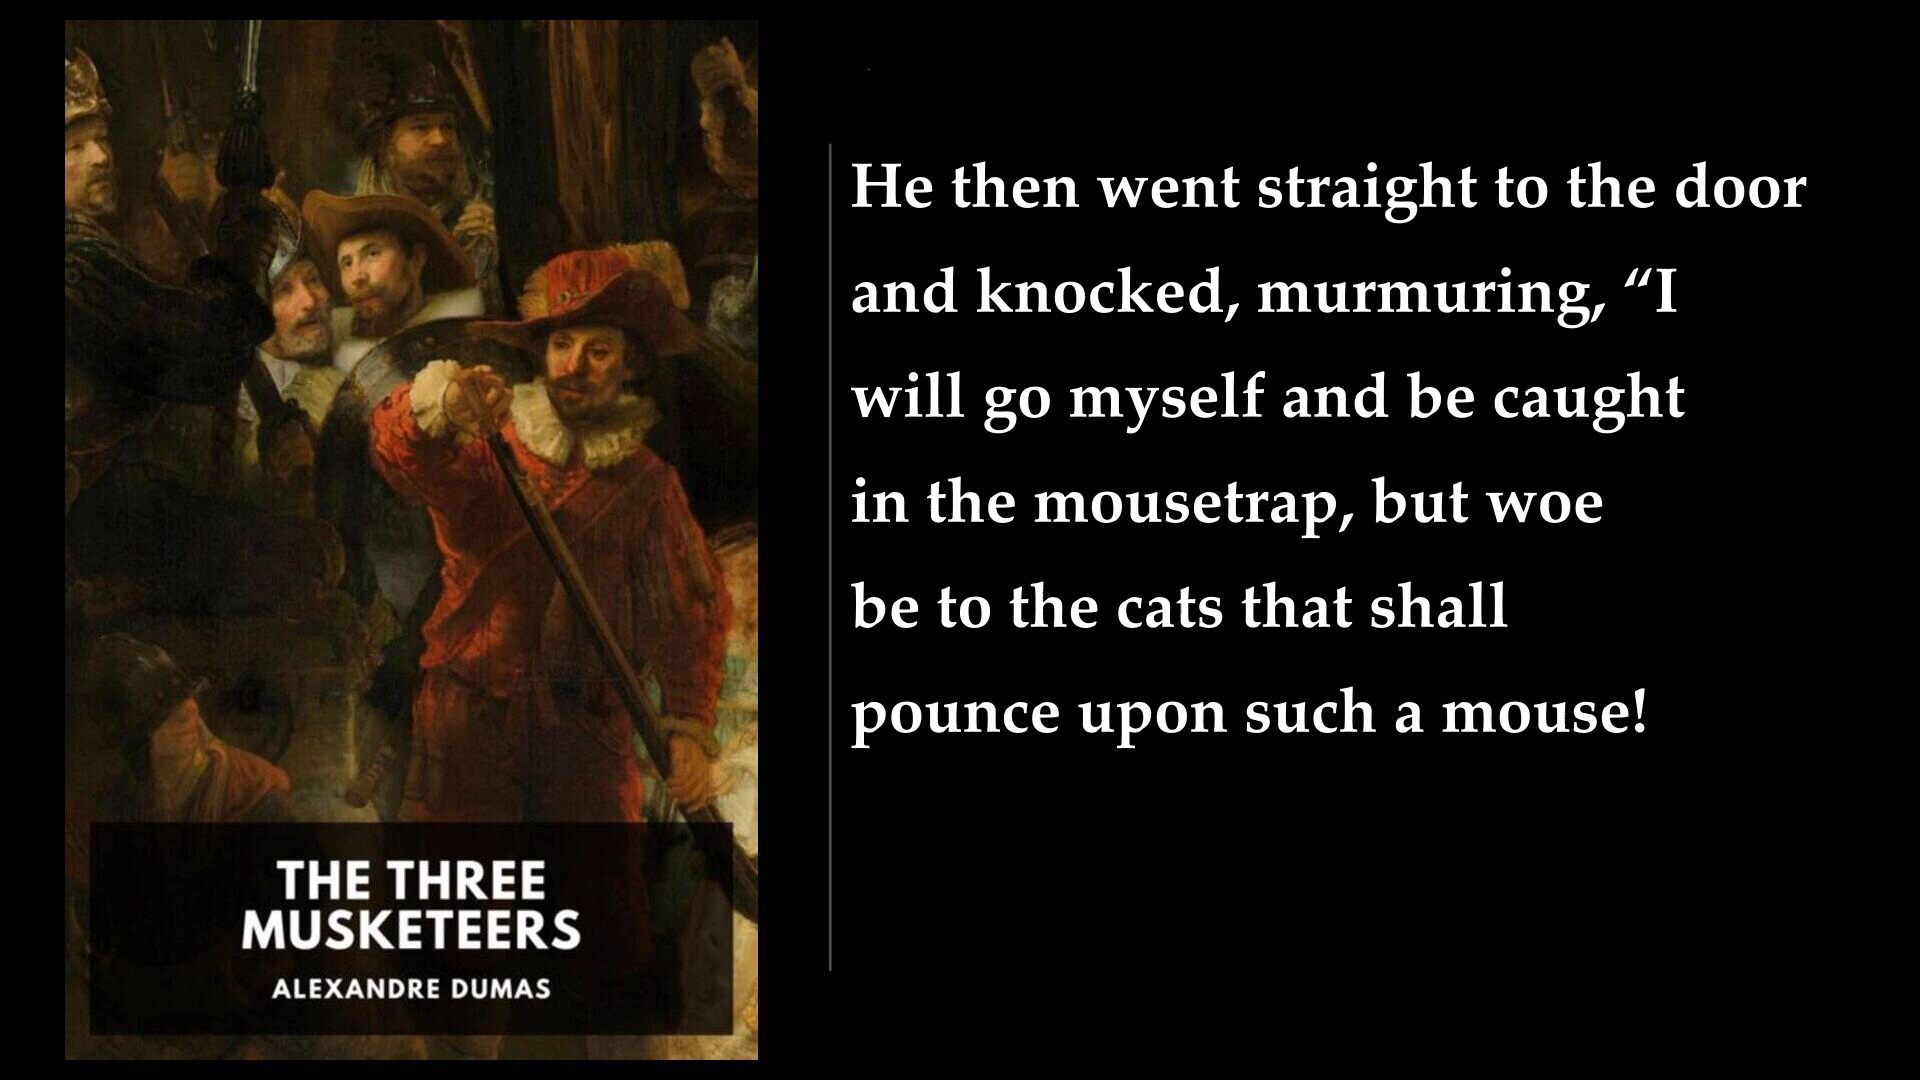 THE THREE
MUSKETEERS
ALEXANDRE DUMAS
He then went straight to the door
and knocked, murmuring, “I
will go myself and be caught
in the mousetrap, but woe
be to the cats that shall
pounce upon such a mouse!